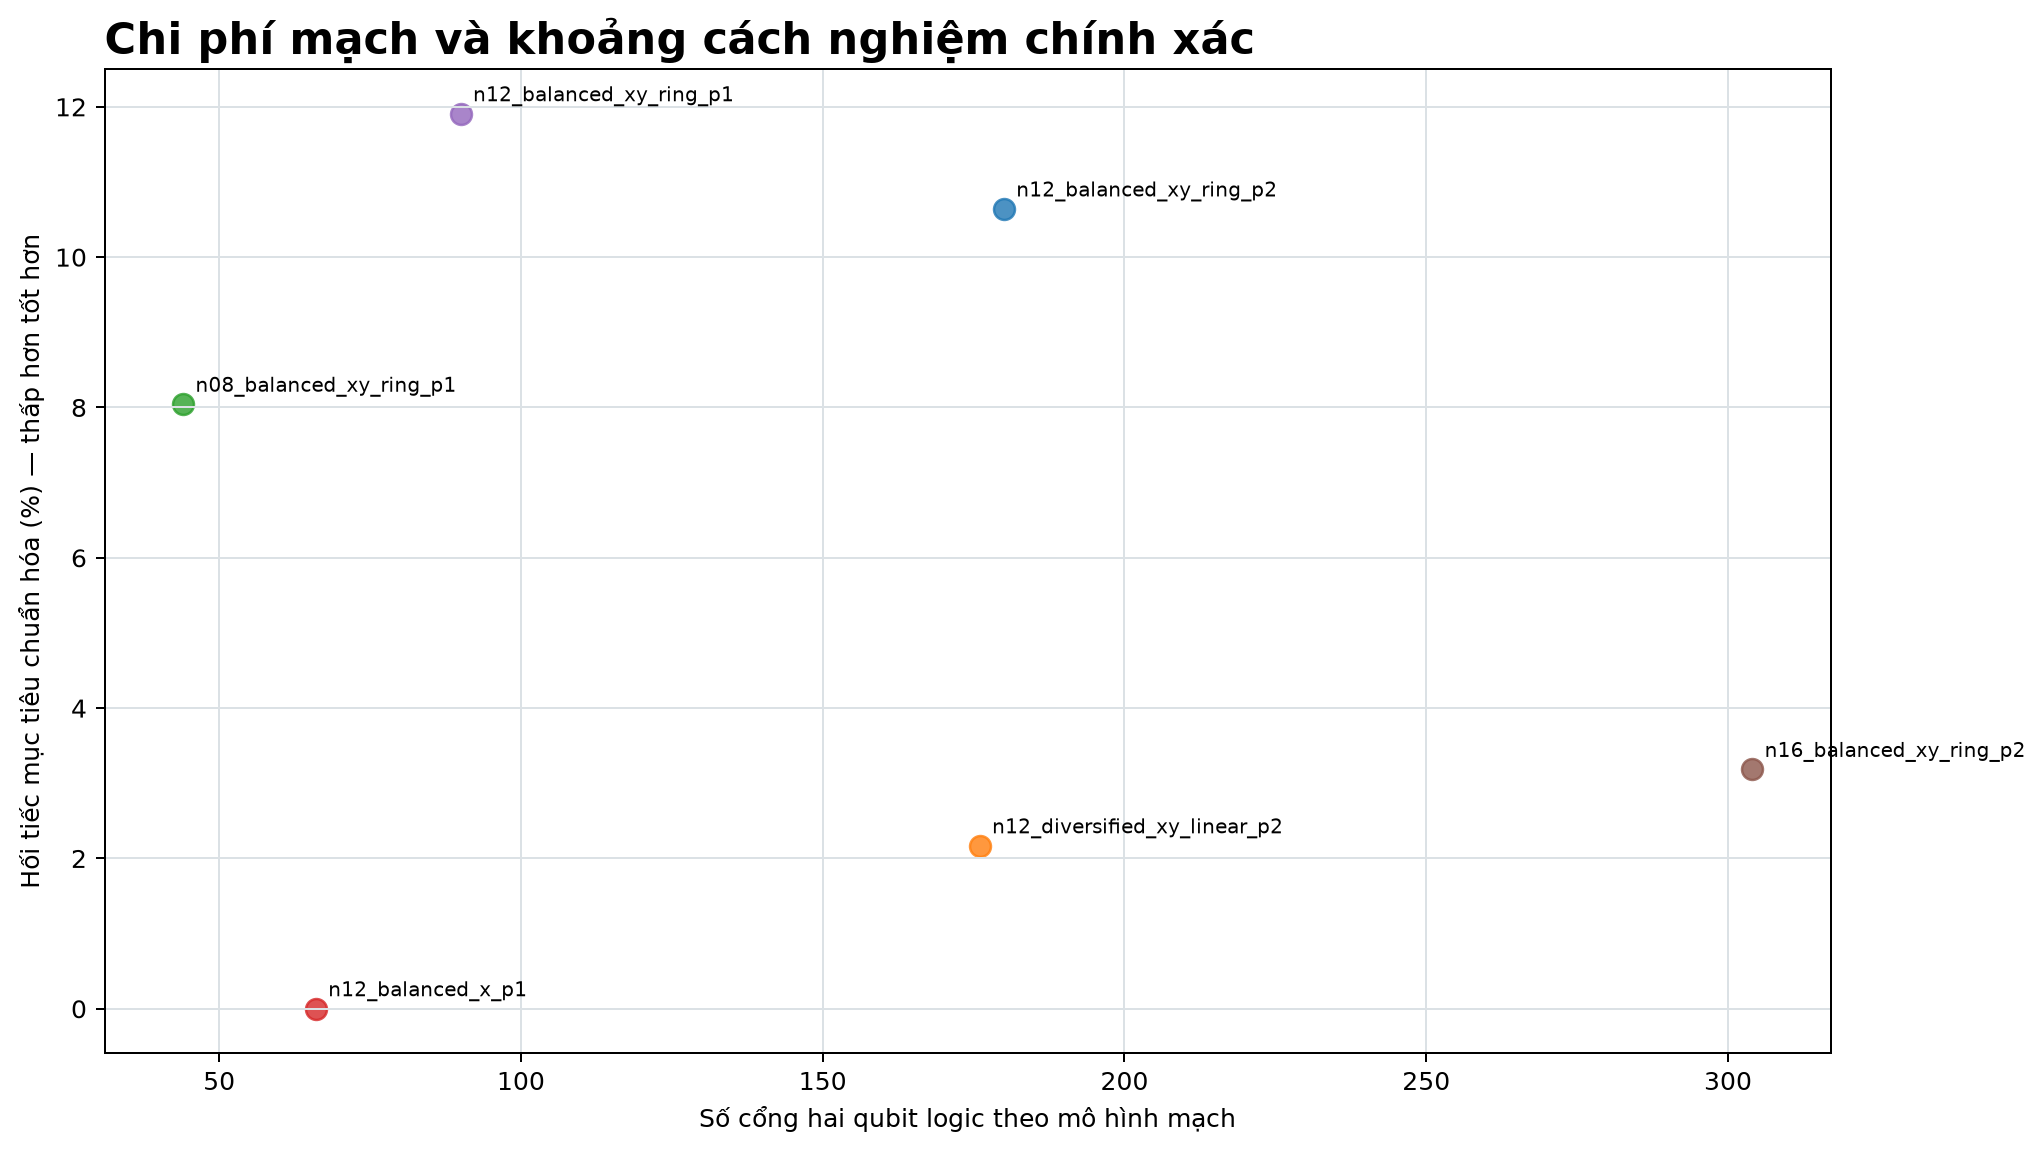 Chi phí mạch và khoảng cách nghiệm chính xác
Hối tiếc mục tiêu chuẩn hóa (%) — thấp hơn tốt hơn
12
10
8
6
4
2
0
n12_balanced_xy_ring_p1
n12_balanced_xy_ring_p2
n08_balanced_xy_ring_p1
n16_balanced_xy_ring_p2
n12_diversified_xy_linear_p2
n12_balanced_x_p1
50 100 150 200 250 300
Số cổng hai qubit logic theo mô hình mạch